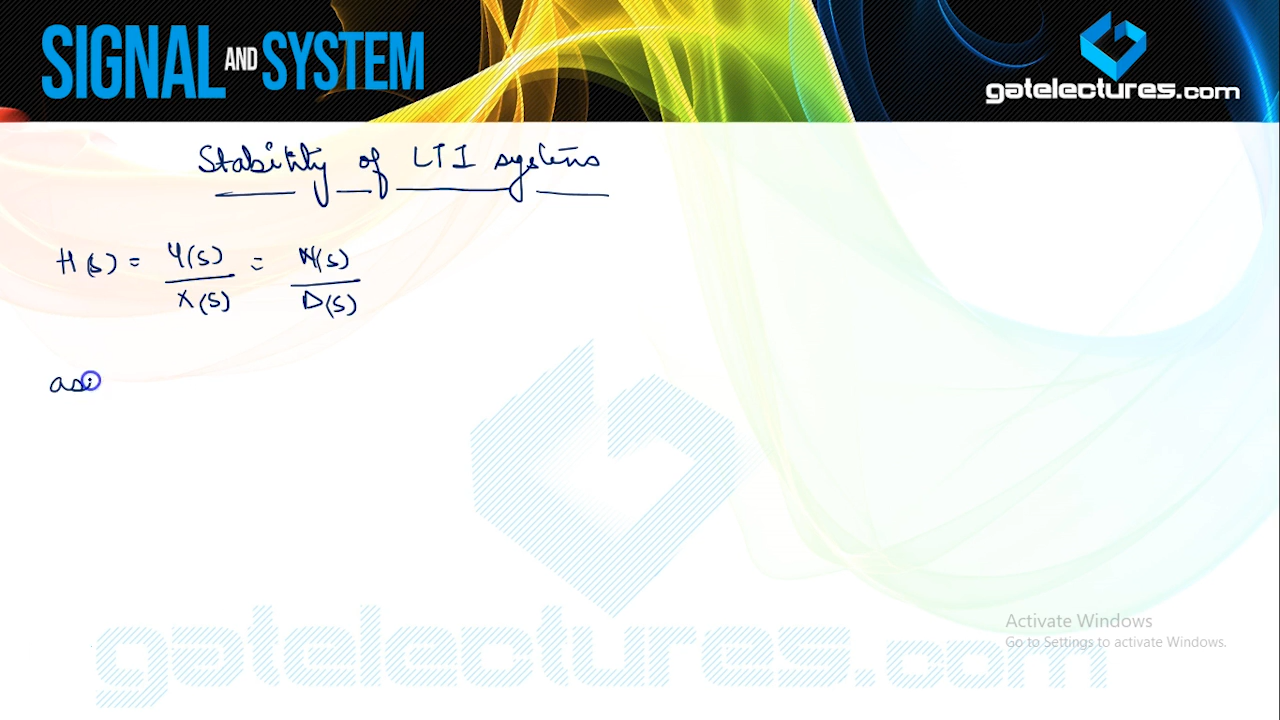 SIGNAL AND SYSTEM
gatelectures.com
Stability of LTI systems
H(s) = Y(s) / X(s) = N(s) / D(s)
asi
gatelectures.com
Activate Windows
Go to Settings to activate Windows.